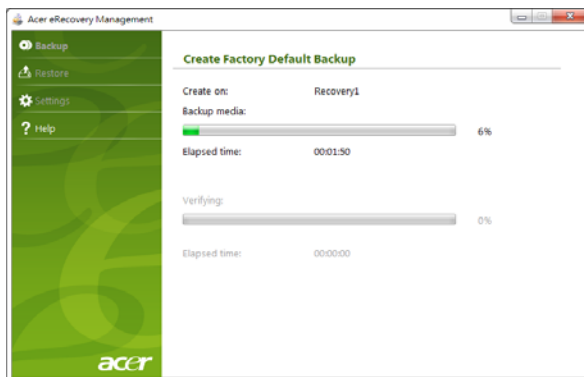 Acer eRecovery Management
Backup
Restore
Settings
? Help
Create Factory Default Backup
Create on: Recovery1
Backup media:
6%
Elapsed time: 00:01:50
Verifying:
0%
Elapsed time: 00:00:00
acer